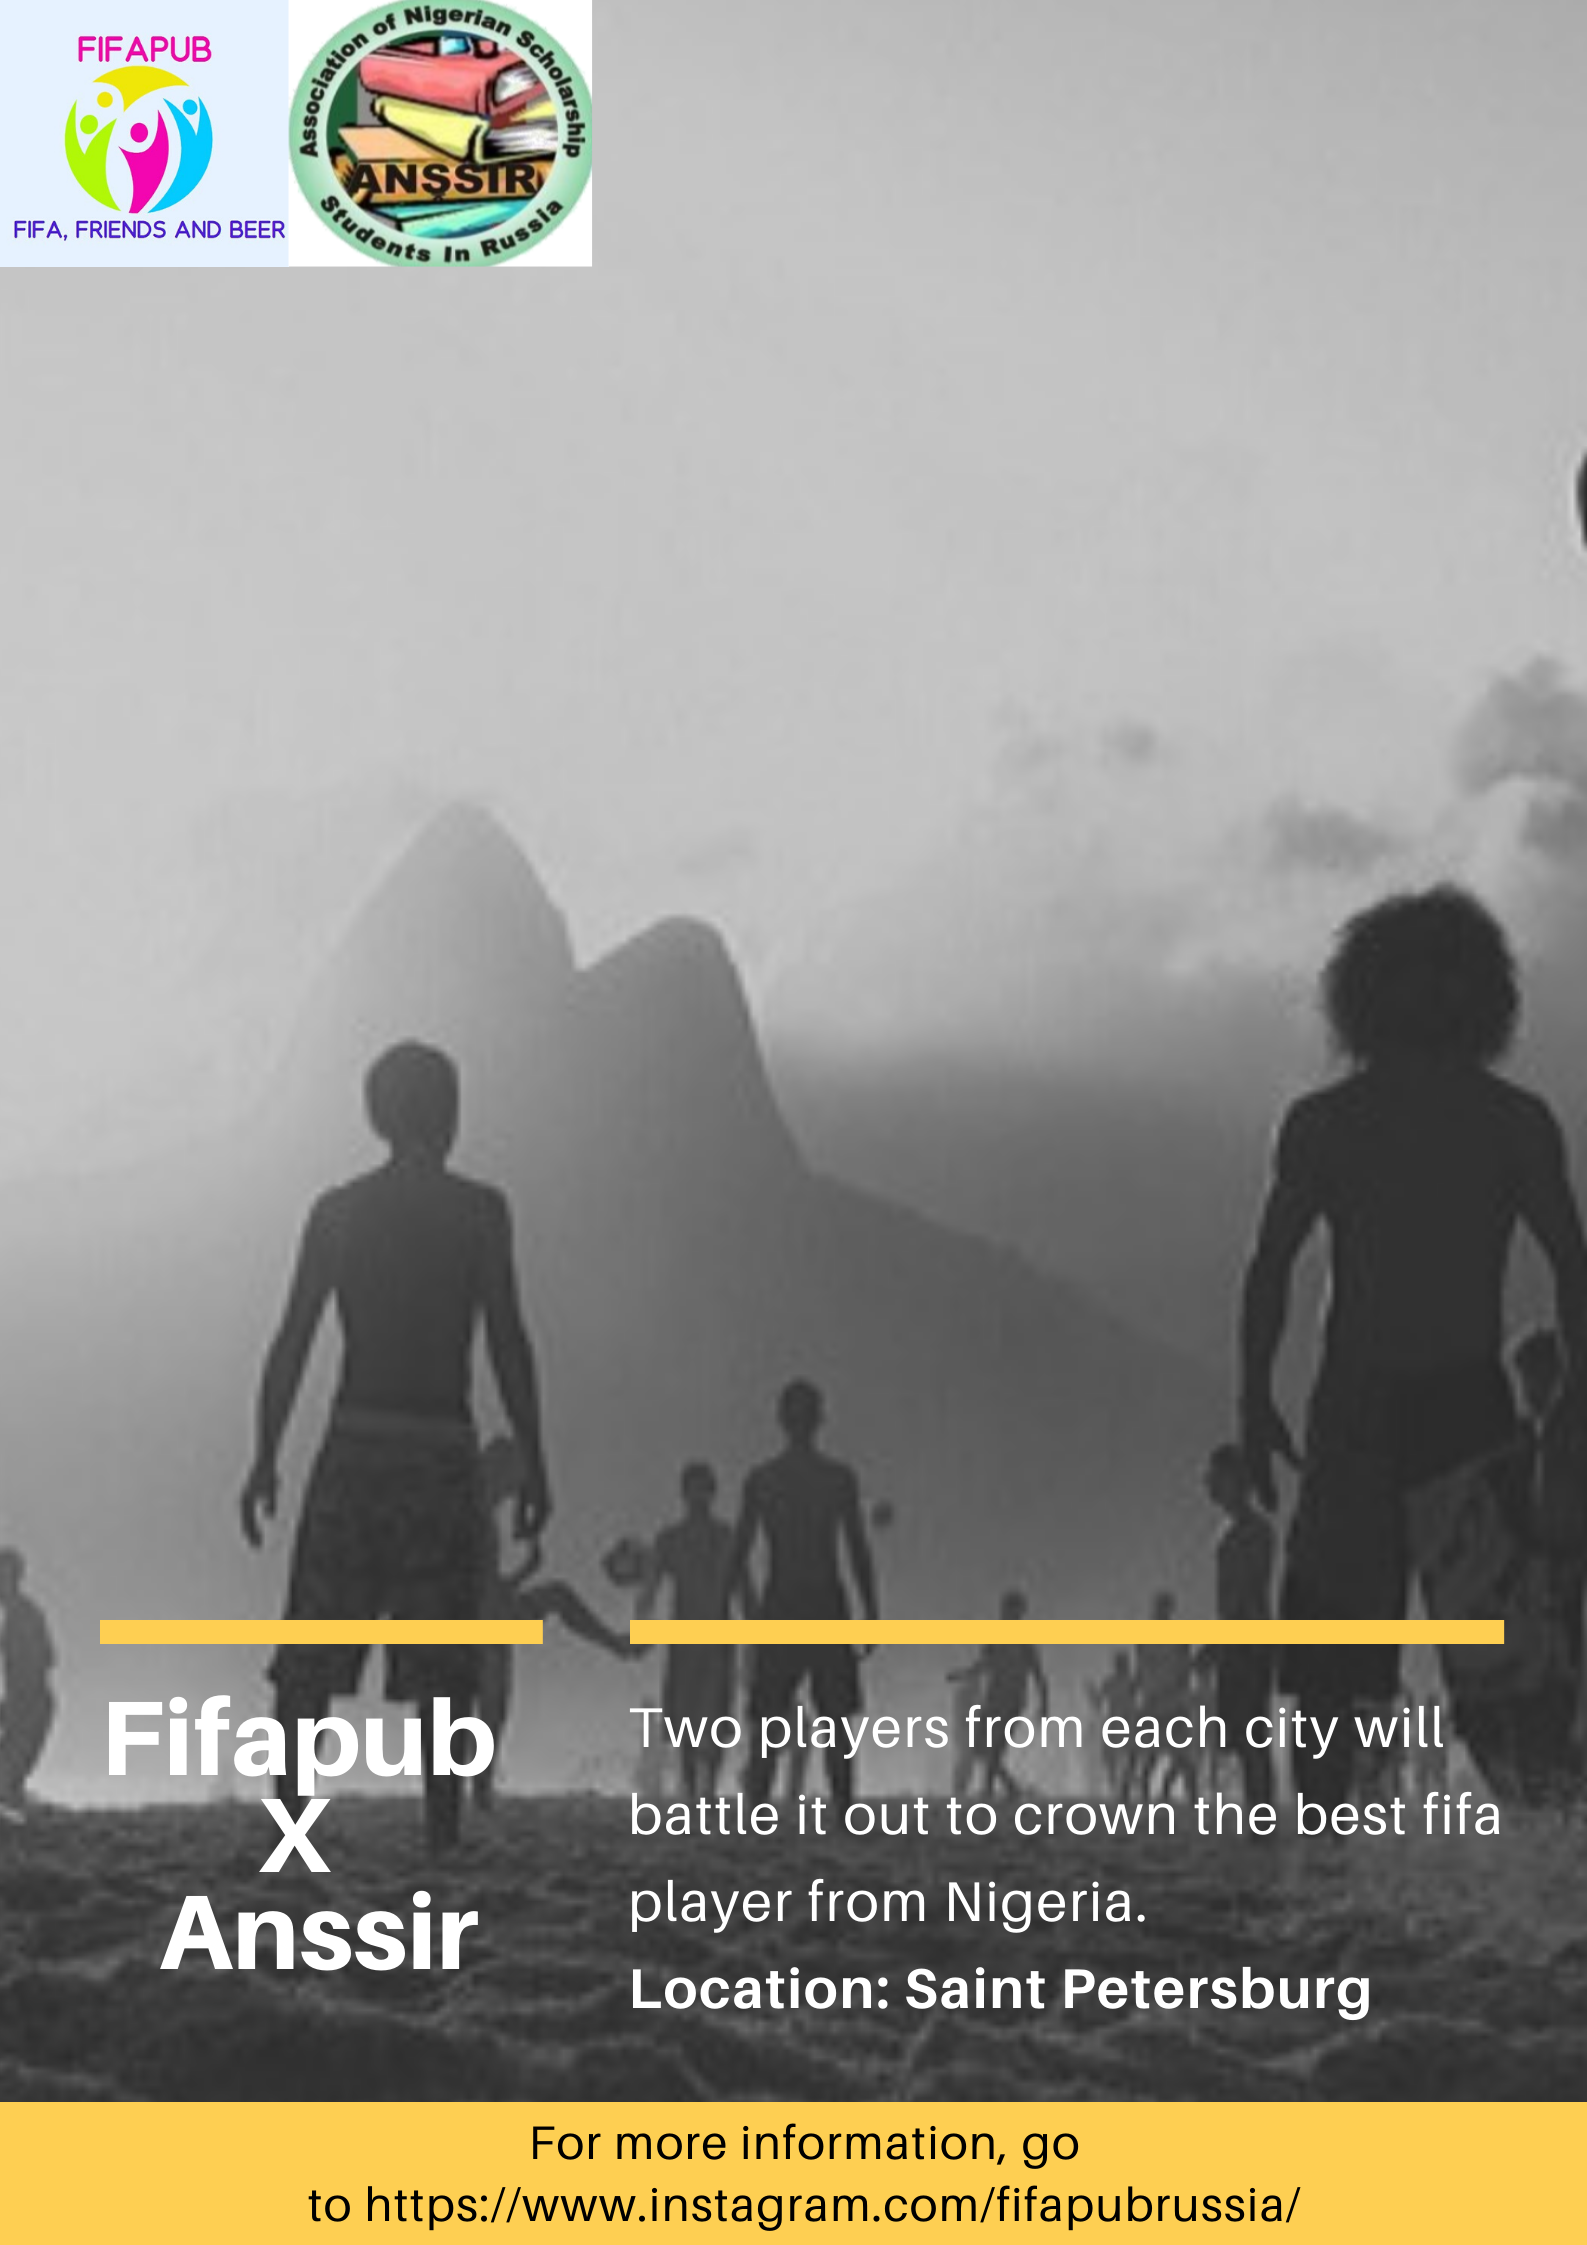 FIFAPUB
FIFA, FRIENDS AND BEER
Association of Nigerian Scholarship
ANSSIR
Students In Russia
Fifapub
X
Anssir
Two players from each city will
battle it out to crown the best fifa
player from Nigeria.
Location: Saint Petersburg
For more information, go
to https://www.instagram.com/fifapubrussia/